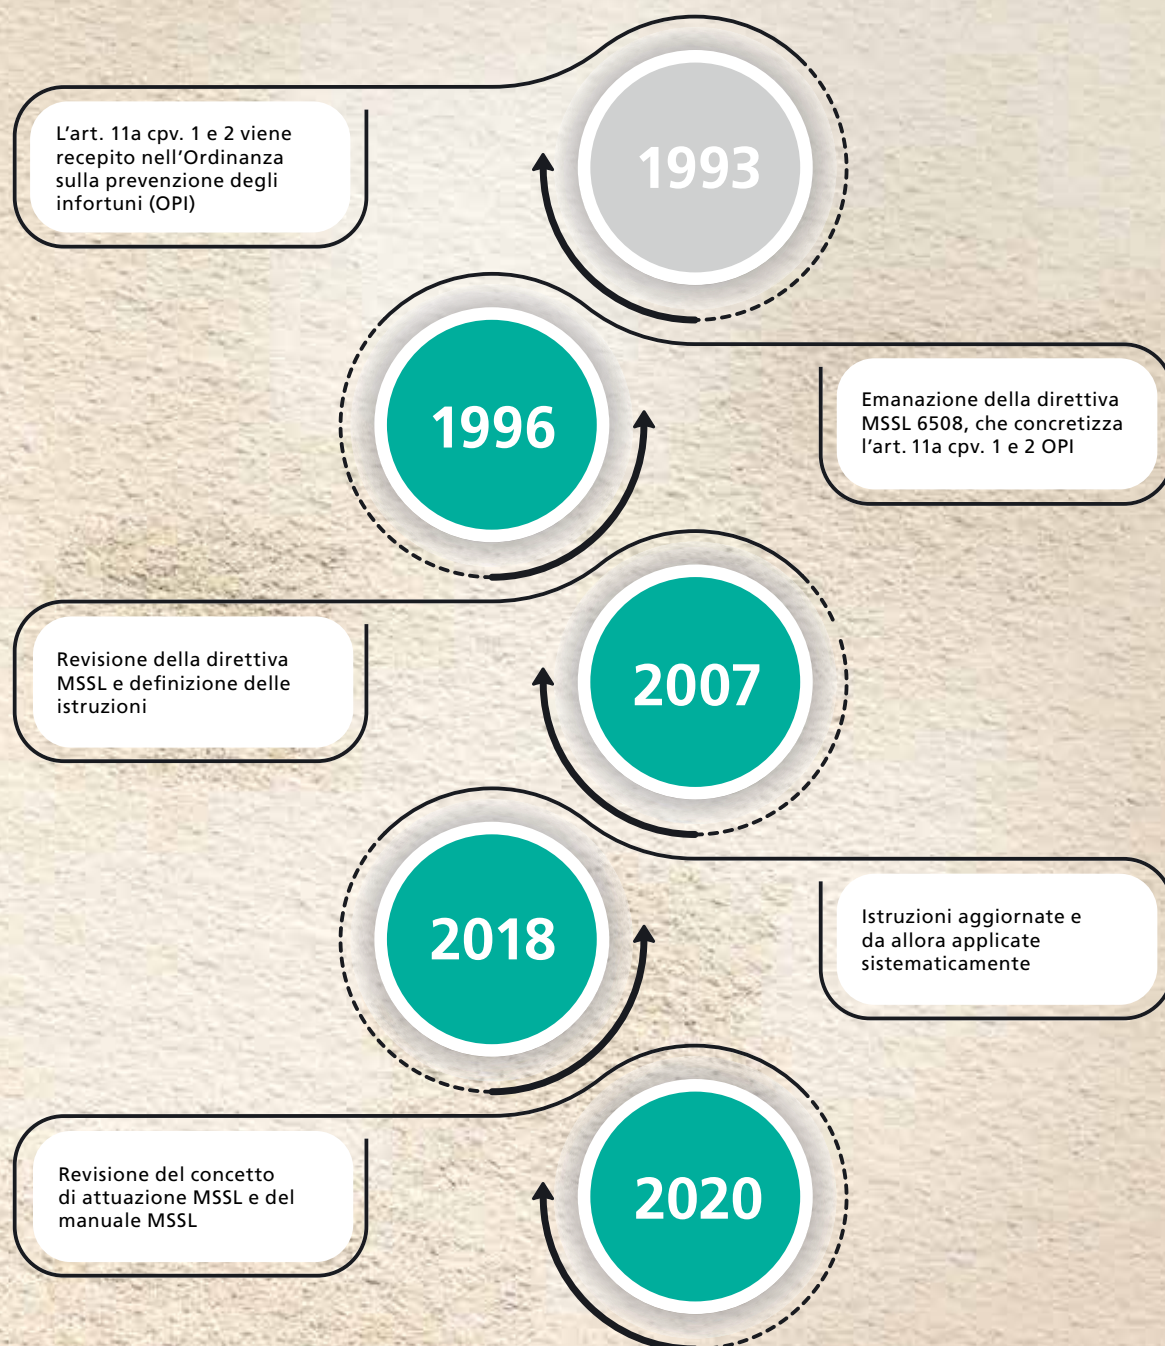 1993
L’art. 11a cpv. 1 e 2 viene
recepito nell’Ordinanza
sulla prevenzione degli
infortuni (OPI)
1996
Emanazione della direttiva
MSSL 6508, che concretizza
l’art. 11a cpv. 1 e 2 OPI
2007
Revisione della direttiva
MSSL e definizione delle
istruzioni
2018
Istruzioni aggiornate e
da allora applicate
sistematicamente
2020
Revisione del concetto
di attuazione MSSL e del
manuale MSSL